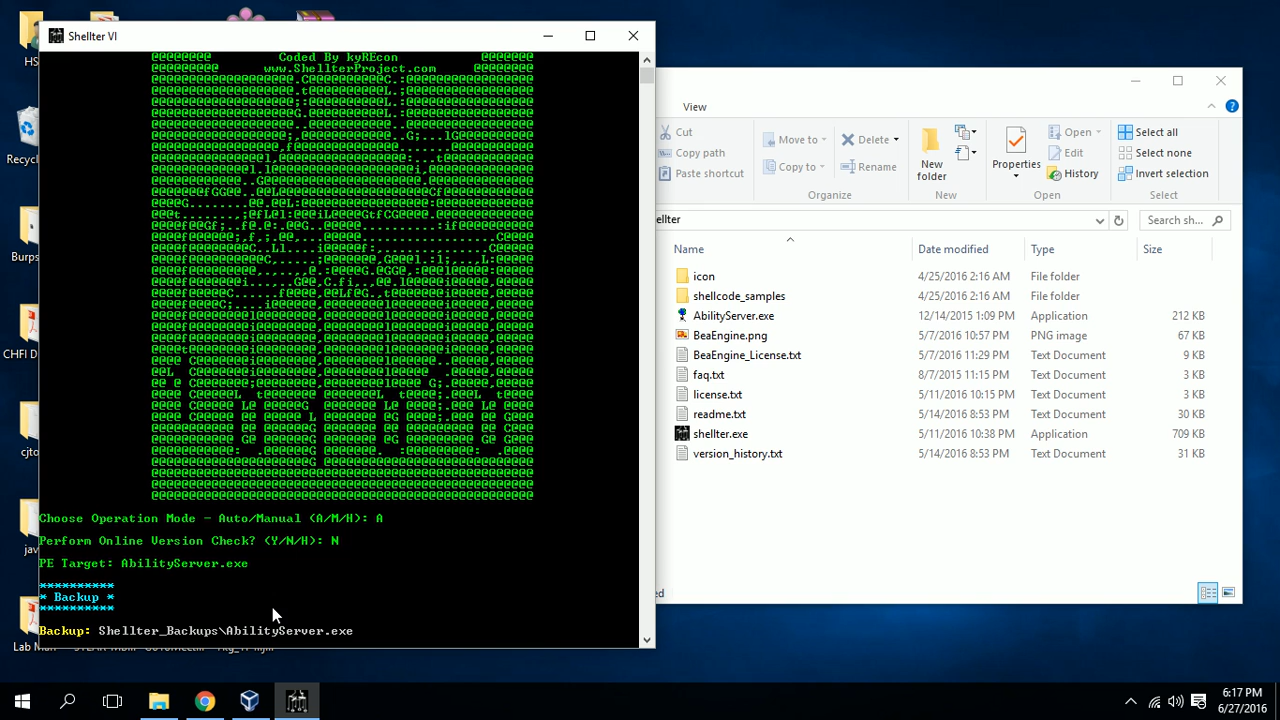 Shellter VI
Coded By kyREcon
www.ShellterProject.com
Choose Operation Mode - Auto/Manual (A/M/H): A
Perform Online Version Check? (Y/N/H): N
PE Target: AbilityServer.exe
**********
* Backup *
**********
Backup: Shellter_Backups\AbilityServer.exe
HS
Recycl
Burps
CHFI D
cjto
jav
Lab Man
View
Cut
Copy path
Paste shortcut
Move to
Copy to
Delete
Rename
Organize
New
folder
New
Properties
Open
Edit
History
Open
Select all
Select none
Invert selection
Select
ellter
Search sh...
Name Date modified Type Size
icon 4/25/2016 2:16 AM File folder
shellcode_samples 4/25/2016 2:16 AM File folder
AbilityServer.exe 12/14/2015 1:09 PM Application 212 KB
BeaEngine.png 5/7/2016 10:57 PM PNG image 67 KB
BeaEngine_License.txt 5/7/2016 11:29 PM Text Document 9 KB
faq.txt 8/7/2015 11:15 PM Text Document 3 KB
license.txt 5/11/2016 10:15 PM Text Document 3 KB
readme.txt 5/14/2016 8:53 PM Text Document 30 KB
shellter.exe 5/11/2016 10:38 PM Application 709 KB
version_history.txt 5/14/2016 8:53 PM Text Document 31 KB
ed
6:17 PM
6/27/2016